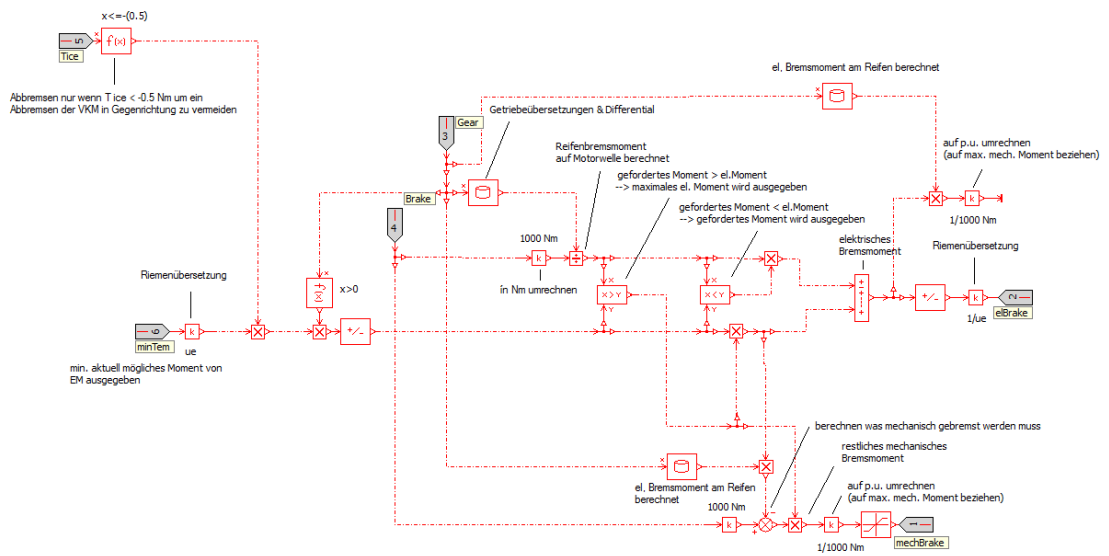 x<=-(0.5)
5
f(x)
Tice
Abbremsen nur wenn T ice < -0.5 Nm um ein
Abbremsen der VKM in Gegenrichtung zu vermeiden
el. Bremsmoment am Reifen berechnet
Gear
3
Getriebeübersetzungen & Differential
Reifenbremsmoment
auf Motorwelle berechnet
auf p.u. umrechnen
(auf max. mech. Moment beziehen)
gefordertes Moment > el.Moment
--> maximales el. Moment wird ausgegeben
Brake
4
gefordertes Moment < el.Moment
--> gefordertes Moment wird ausgegeben
k
1/1000 Nm
1000 Nm
k
in Nm umrechnen
elektrisches
Bremsmoment
Riemenübersetzung
Riemenübersetzung
f(x)
x>0
X > Y
X < Y
+/-
k
2
elBrake
1/ue
6
minTem
k
ue
+/-
min. aktuell mögliches Moment von
EM ausgegeben
berechnen was mechanisch gebremst werden muss
restliches mechanisches
Bremsmoment
el. Bremsmoment am Reifen
berechnet
auf p.u. umrechnen
(auf max. mech. Moment beziehen)
1000 Nm
k
k
1/1000 Nm
1
mechBrake